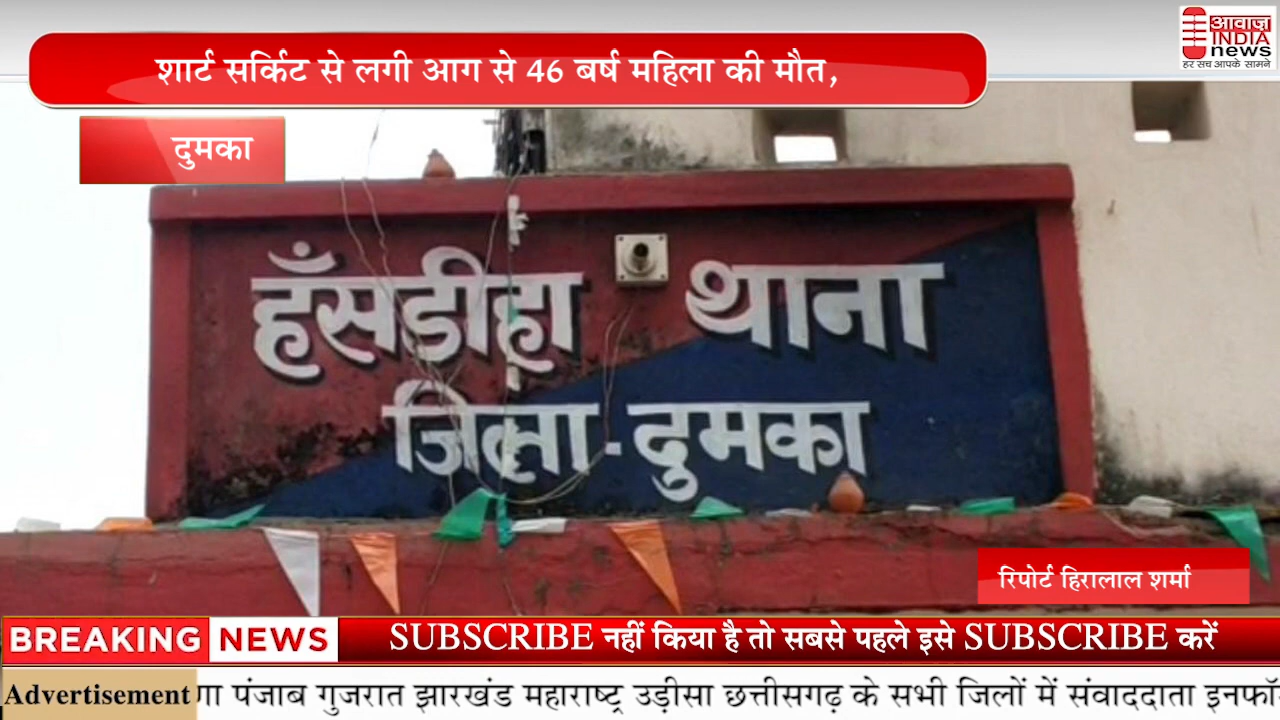 आवाज़
INDIA
news
हर सच आपके सामने
शार्ट सर्किट से लगी आग से 46 बर्ष महिला की मौत,
दुमका
हँसडीहा थाना
जिला-दुमका
रिपोर्ट हिरालाल शर्मा
BREAKING NEWS SUBSCRIBE नहीं किया है तो सबसे पहले इसे SUBSCRIBE करें
Advertisement पंजाब गुजरात झारखंड महाराष्ट्र उड़ीसा छत्तीसगढ़ के सभी जिलों में संवाददाता